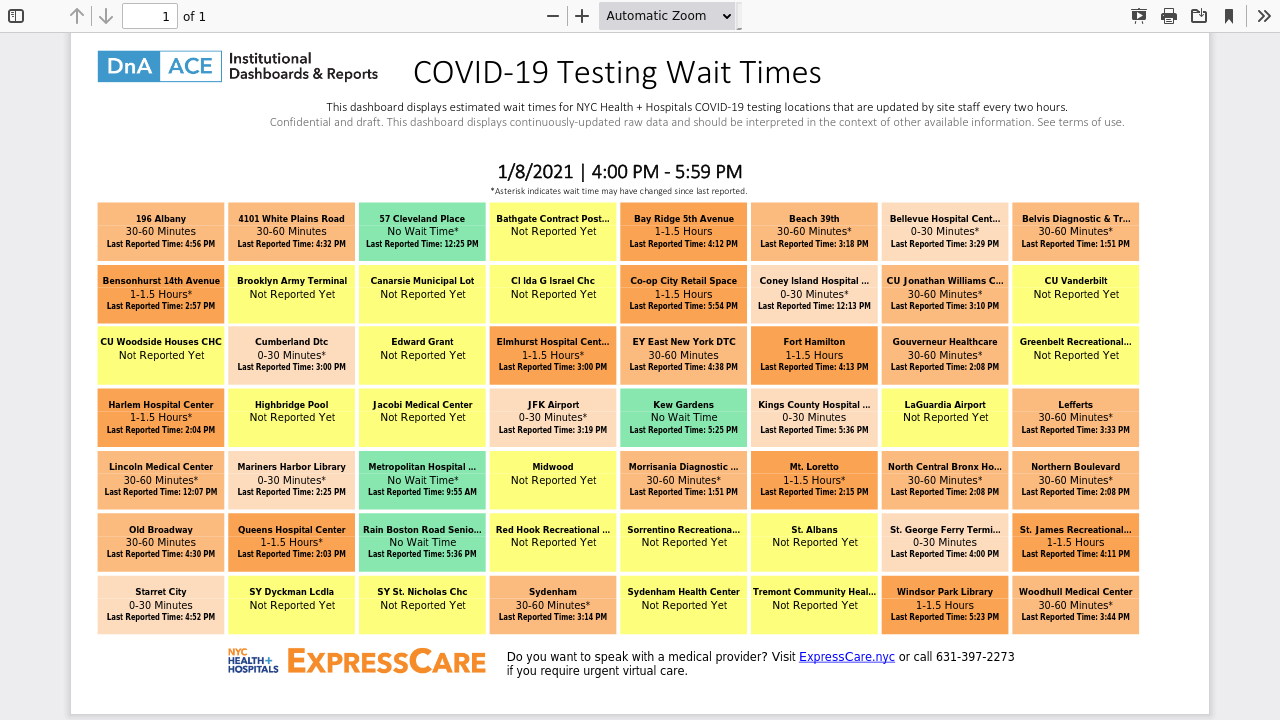 1 of 1 Automatic Zoom
DnA ACE Institutional Dashboards & Reports
COVID-19 Testing Wait Times
This dashboard displays estimated wait times for NYC Health + Hospitals COVID-19 testing locations that are updated by site staff every two hours.
Confidential and draft. This dashboard displays continuously-updated raw data and should be interpreted in the context of other available information. See terms of use.
1/8/2021 | 4:00 PM - 5:59 PM
*Asterisk indicates wait time may have changed since last reported.
196 Albany
30-60 Minutes
Last Reported Time: 4:56 PM
4101 White Plains Road
30-60 Minutes
Last Reported Time: 4:32 PM
57 Cleveland Place
No Wait Time*
Last Reported Time: 12:25 PM
Bathgate Contract Post...
Not Reported Yet
Bay Ridge 5th Avenue
1-1.5 Hours
Last Reported Time: 4:12 PM
Beach 39th
30-60 Minutes*
Last Reported Time: 3:18 PM
Bellevue Hospital Cent...
0-30 Minutes*
Last Reported Time: 3:29 PM
Belvis Diagnostic & Tr...
30-60 Minutes*
Last Reported Time: 1:51 PM
Bensonhurst 14th Avenue
1-1.5 Hours*
Last Reported Time: 2:57 PM
Brooklyn Army Terminal
Not Reported Yet
Canarsie Municipal Lot
Not Reported Yet
Cl Ida G Israel Chc
Not Reported Yet
Co-op City Retail Space
1-1.5 Hours
Last Reported Time: 5:54 PM
Coney Island Hospital ...
0-30 Minutes*
Last Reported Time: 12:13 PM
CU Jonathan Williams C...
30-60 Minutes*
Last Reported Time: 3:10 PM
CU Vanderbilt
Not Reported Yet
CU Woodside Houses CHC
Not Reported Yet
Cumberland Dtc
0-30 Minutes*
Last Reported Time: 3:00 PM
Edward Grant
Not Reported Yet
Elmhurst Hospital Cent...
1-1.5 Hours*
Last Reported Time: 3:00 PM
EY East New York DTC
30-60 Minutes
Last Reported Time: 4:38 PM
Fort Hamilton
1-1.5 Hours
Last Reported Time: 4:13 PM
Gouverneur Healthcare
30-60 Minutes*
Last Reported Time: 2:08 PM
Greenbelt Recreational...
Not Reported Yet
Harlem Hospital Center
1-1.5 Hours*
Last Reported Time: 2:04 PM
Highbridge Pool
Not Reported Yet
Jacobi Medical Center
Not Reported Yet
JFK Airport
0-30 Minutes*
Last Reported Time: 3:19 PM
Kew Gardens
No Wait Time
Last Reported Time: 5:25 PM
Kings County Hospital ...
0-30 Minutes
Last Reported Time: 5:36 PM
LaGuardia Airport
Not Reported Yet
Lefferts
30-60 Minutes*
Last Reported Time: 3:33 PM
Lincoln Medical Center
30-60 Minutes*
Last Reported Time: 12:07 PM
Mariners Harbor Library
0-30 Minutes*
Last Reported Time: 2:25 PM
Metropolitan Hospital ...
No Wait Time*
Last Reported Time: 9:55 AM
Midwood
Not Reported Yet
Morrisania Diagnostic ...
30-60 Minutes*
Last Reported Time: 1:51 PM
Mt. Loretto
1-1.5 Hours*
Last Reported Time: 2:15 PM
North Central Bronx Ho...
30-60 Minutes*
Last Reported Time: 2:08 PM
Northern Boulevard
30-60 Minutes*
Last Reported Time: 2:08 PM
Old Broadway
30-60 Minutes
Last Reported Time: 4:30 PM
Queens Hospital Center
1-1.5 Hours*
Last Reported Time: 2:03 PM
Rain Boston Road Senio...
No Wait Time
Last Reported Time: 5:36 PM
Red Hook Recreational ...
Not Reported Yet
Sorrentino Recreationa...
Not Reported Yet
St. Albans
Not Reported Yet
St. George Ferry Termi...
0-30 Minutes
Last Reported Time: 4:00 PM
St. James Recreational...
1-1.5 Hours
Last Reported Time: 4:11 PM
Starret City
0-30 Minutes
Last Reported Time: 4:52 PM
SY Dyckman Lcdla
Not Reported Yet
SY St. Nicholas Chc
Not Reported Yet
Sydenham
30-60 Minutes*
Last Reported Time: 3:14 PM
Sydenham Health Center
Not Reported Yet
Tremont Community Heal...
Not Reported Yet
Windsor Park Library
1-1.5 Hours
Last Reported Time: 5:23 PM
Woodhull Medical Center
30-60 Minutes*
Last Reported Time: 3:44 PM
NYC
HEALTH+
HOSPITALS
EXPRESSCARE
Do you want to speak with a medical provider? Visit ExpressCare.nyc or call 631-397-2273
if you require urgent virtual care.